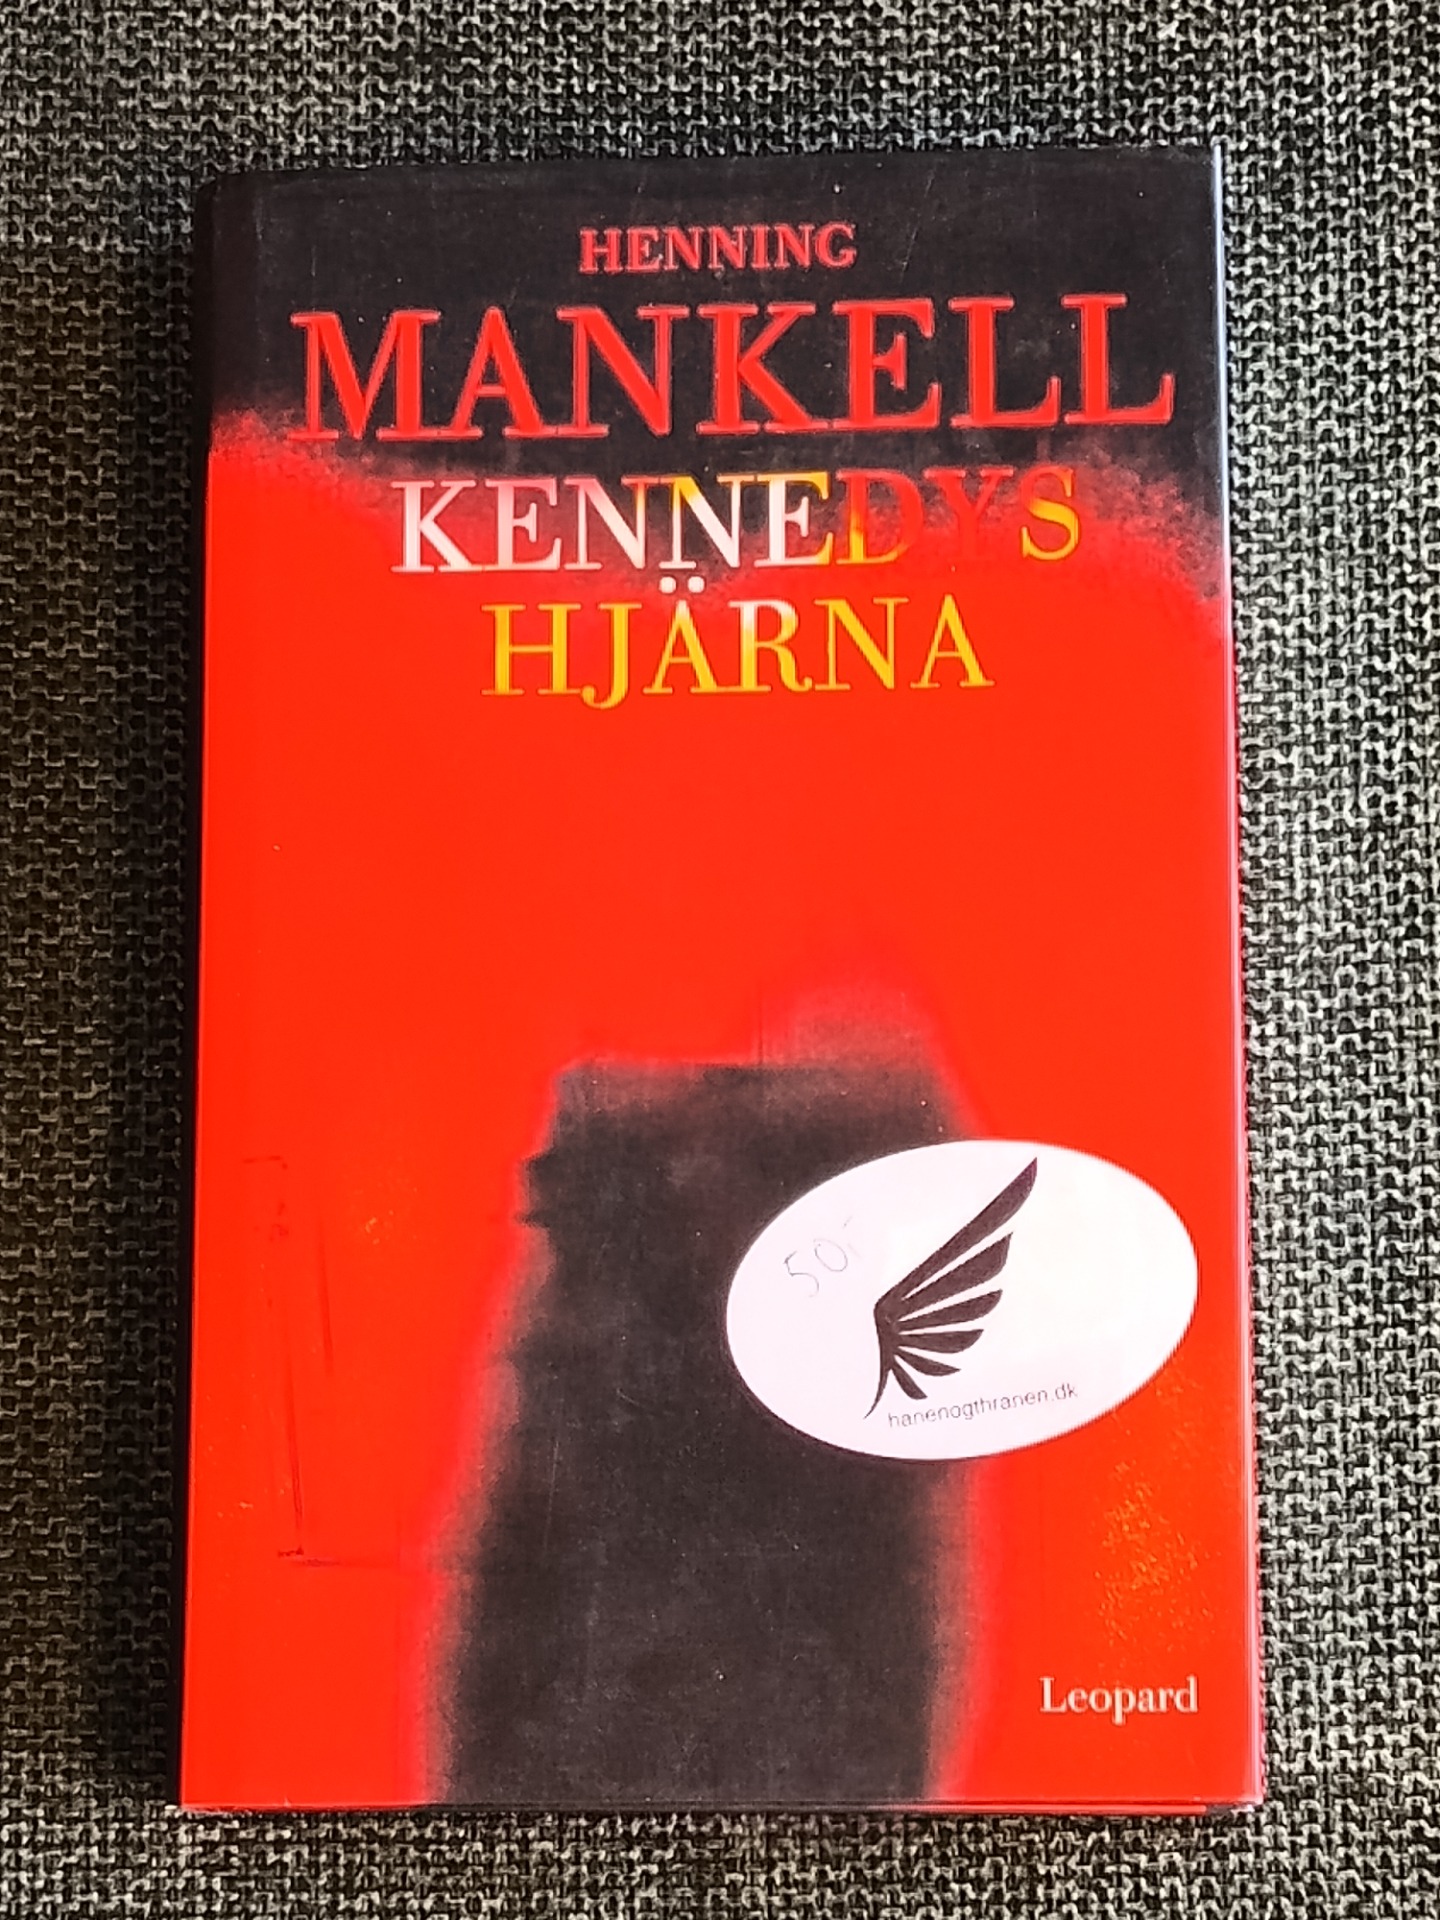 HENNING
MANKELL
KENNEDYS
HJÄRNA
50,-
hanenogthranen.dk
Leopard